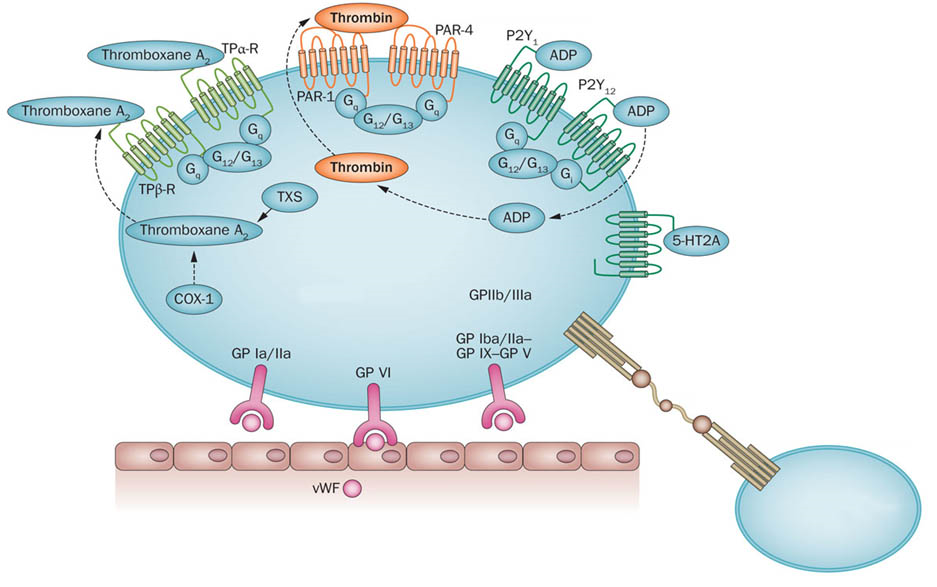 Thrombin
TPα-R
PAR-4
P2Y1
Thromboxane A2
ADP
P2Y12
PAR-1
Thromboxane A2
ADP
Gq
Gq
G12/G13
Gq
Gq
G12/G13
G12/G13
Thrombin
Gq
Gi
TPβ-R
TXS
ADP
Thromboxane A2
5-HT2A
COX-1
GPIIb/IIIa
GP Ia/IIa
GP Iba/IIa–
GP IX–GP V
GP VI
vWF